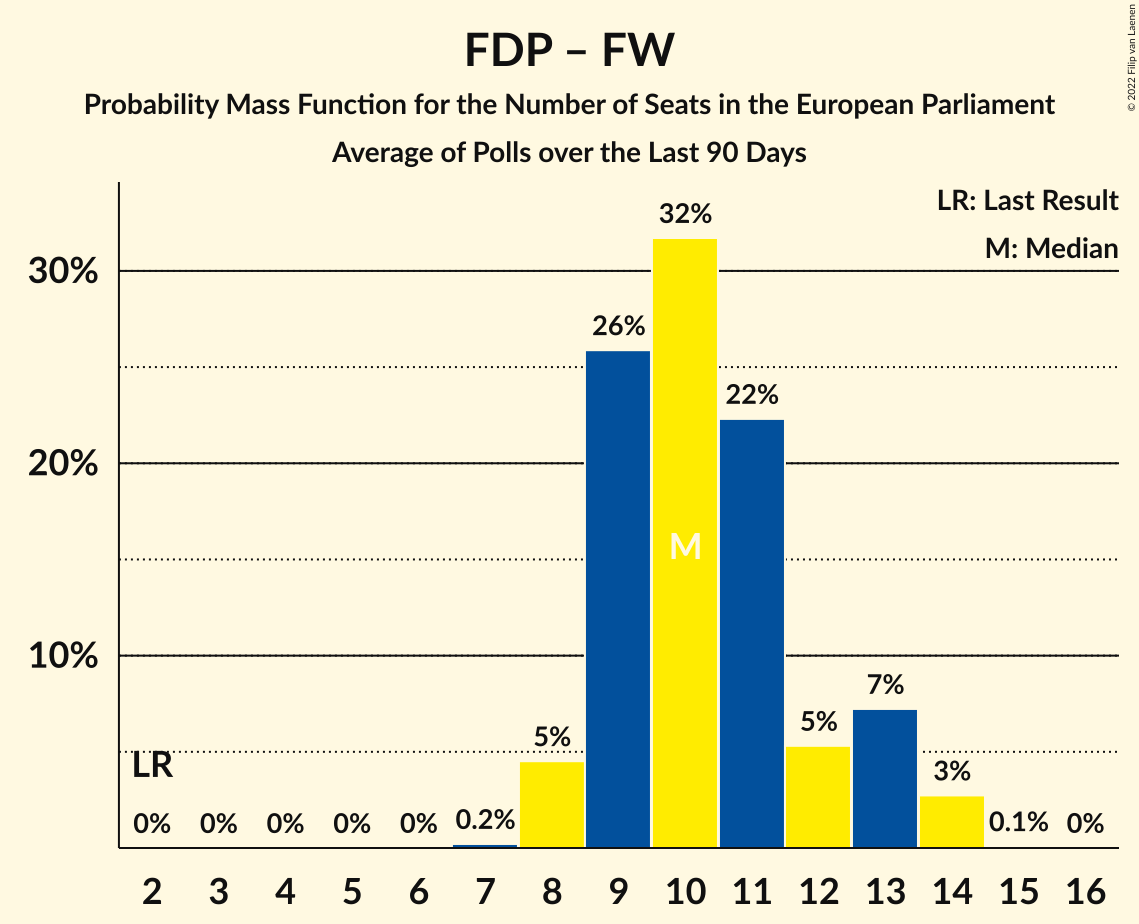 FDP – FW
Probability Mass Function for the Number of Seats in the European Parliament
Average of Polls over the Last 90 Days
© 2022 Filip van Laenen
LR: Last Result
M: Median
30%
20%
10%
LR
0%
0%
0%
0%
0%
0.2%
5%
26%
32%
22%
5%
7%
3%
0.1%
0%
M
2 3 4 5 6 7 8 9 10 11 12 13 14 15 16